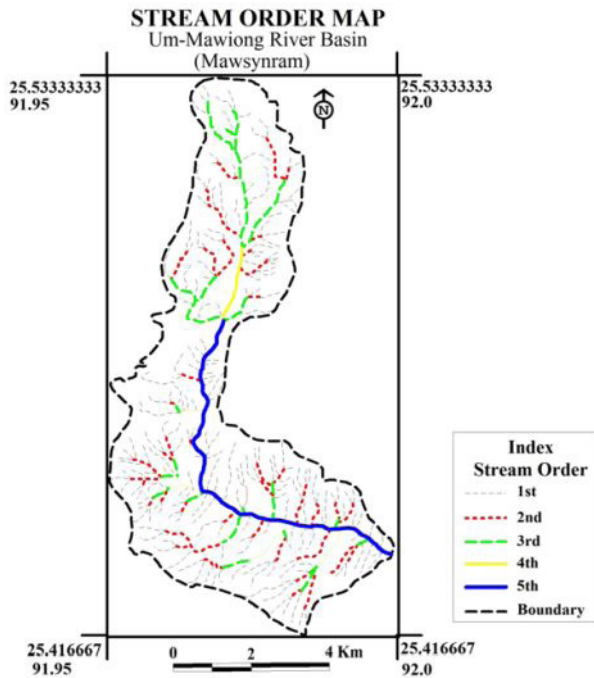 STREAM ORDER MAP
Um-Mawiong River Basin
(Mawsynram)
25.53333333
91.95
25.53333333
92.0
N
Index
Stream Order
1st
2nd
3rd
4th
5th
Boundary
25.416667
91.95
0 2 4 Km
25.416667
92.0